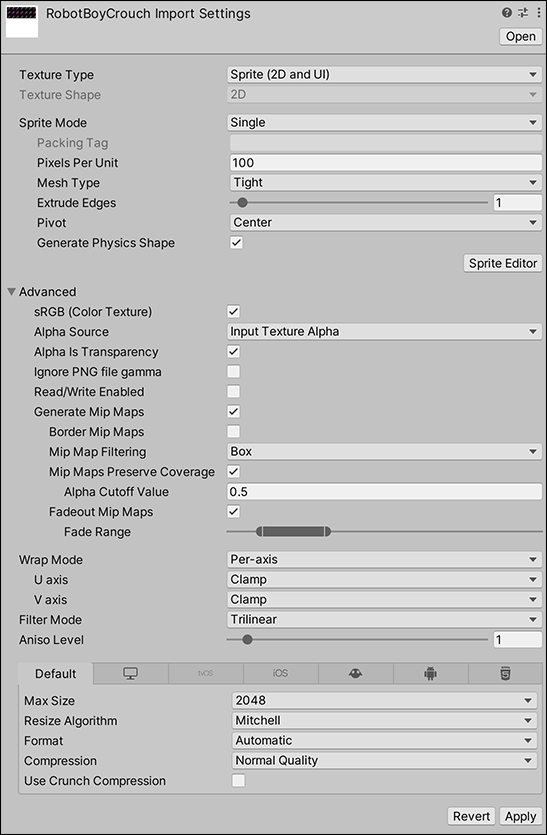 RobotBoyCrouch Import Settings
Open
Texture Type Sprite (2D and UI)
Texture Shape 2D
Sprite Mode Single
Packing Tag
Pixels Per Unit 100
Mesh Type Tight
Extrude Edges 1
Pivot Center
Generate Physics Shape
Sprite Editor
Advanced
sRGB (Color Texture)
Alpha Source Input Texture Alpha
Alpha Is Transparency
Ignore PNG file gamma
Read/Write Enabled
Generate Mip Maps
Border Mip Maps
Mip Map Filtering Box
Mip Maps Preserve Coverage
Alpha Cutoff Value 0.5
Fadeout Mip Maps
Fade Range
Wrap Mode Per-axis
U axis Clamp
V axis Clamp
Filter Mode Trilinear
Aniso Level 1
Default tvOS iOS
Max Size 2048
Resize Algorithm Mitchell
Format Automatic
Compression Normal Quality
Use Crunch Compression
Revert Apply